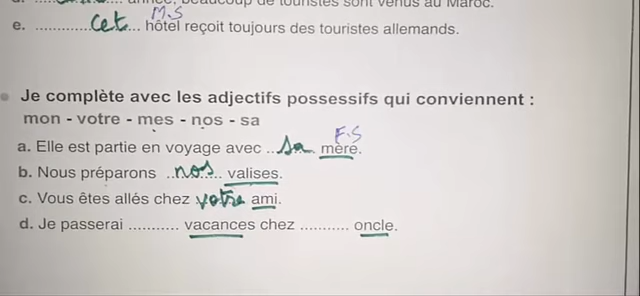 année, beaucoup de touristes sont venus au Maroc.
M.S
e. .............cet... hôtel reçoit toujours des touristes allemands.
Je complète avec les adjectifs possessifs qui conviennent :
mon - votre - mes - nos - sa
F.S
a. Elle est partie en voyage avec ..sa.. mère.
b. Nous préparons ..nos..... valises.
c. Vous êtes allés chez votre ami.
d. Je passerai ........... vacances chez ........... oncle.